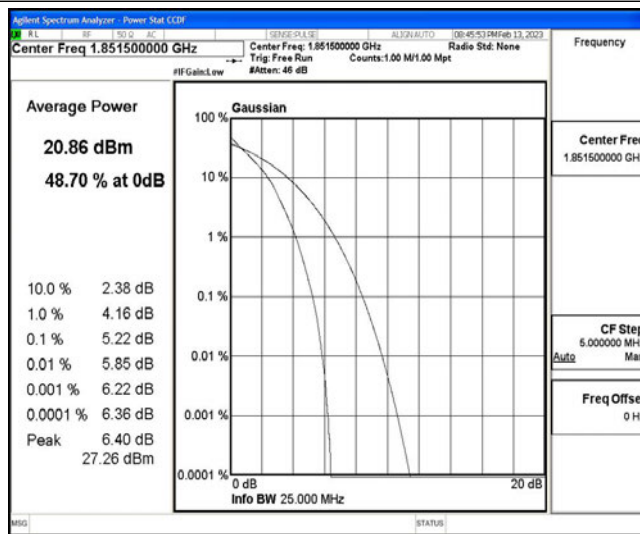 Agilent Spectrum Analyzer - Power Stat CCDF
RL RF 50 Ω AC SENSE:PULSE ALIGN AUTO 08:45:53 PM Feb 13, 2023
Center Freq 1.851500000 GHz
Center Freq: 1.851500000 GHz Radio Std: None
Trig: Free Run Counts:1.00 M/1.00 Mpt
#IFGain:Low #Atten: 46 dB
Frequency
Average Power
20.86 dBm
48.70 % at 0dB
10.0 % 2.38 dB
1.0 % 4.16 dB
0.1 % 5.22 dB
0.01 % 5.85 dB
0.001 % 6.22 dB
0.0001 % 6.36 dB
Peak 6.40 dB
27.26 dBm
Gaussian
100 %
10 %
1 %
0.1 %
0.01 %
0.001 %
0.0001 %
0 dB 20 dB
Info BW 25.000 MHz
Center Freq
1.851500000 GH
CF Step
5.000000 MH
Auto Ma
Freq Offse
0 H
MSG STATUS